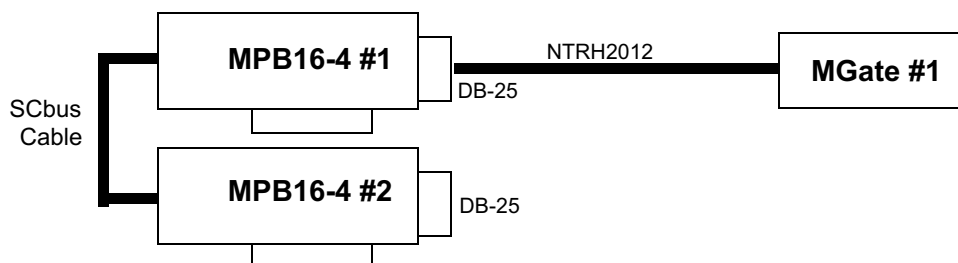 MPB16-4 #1
NTRH2012
MGate #1
DB-25
SCbus
Cable
MPB16-4 #2
DB-25